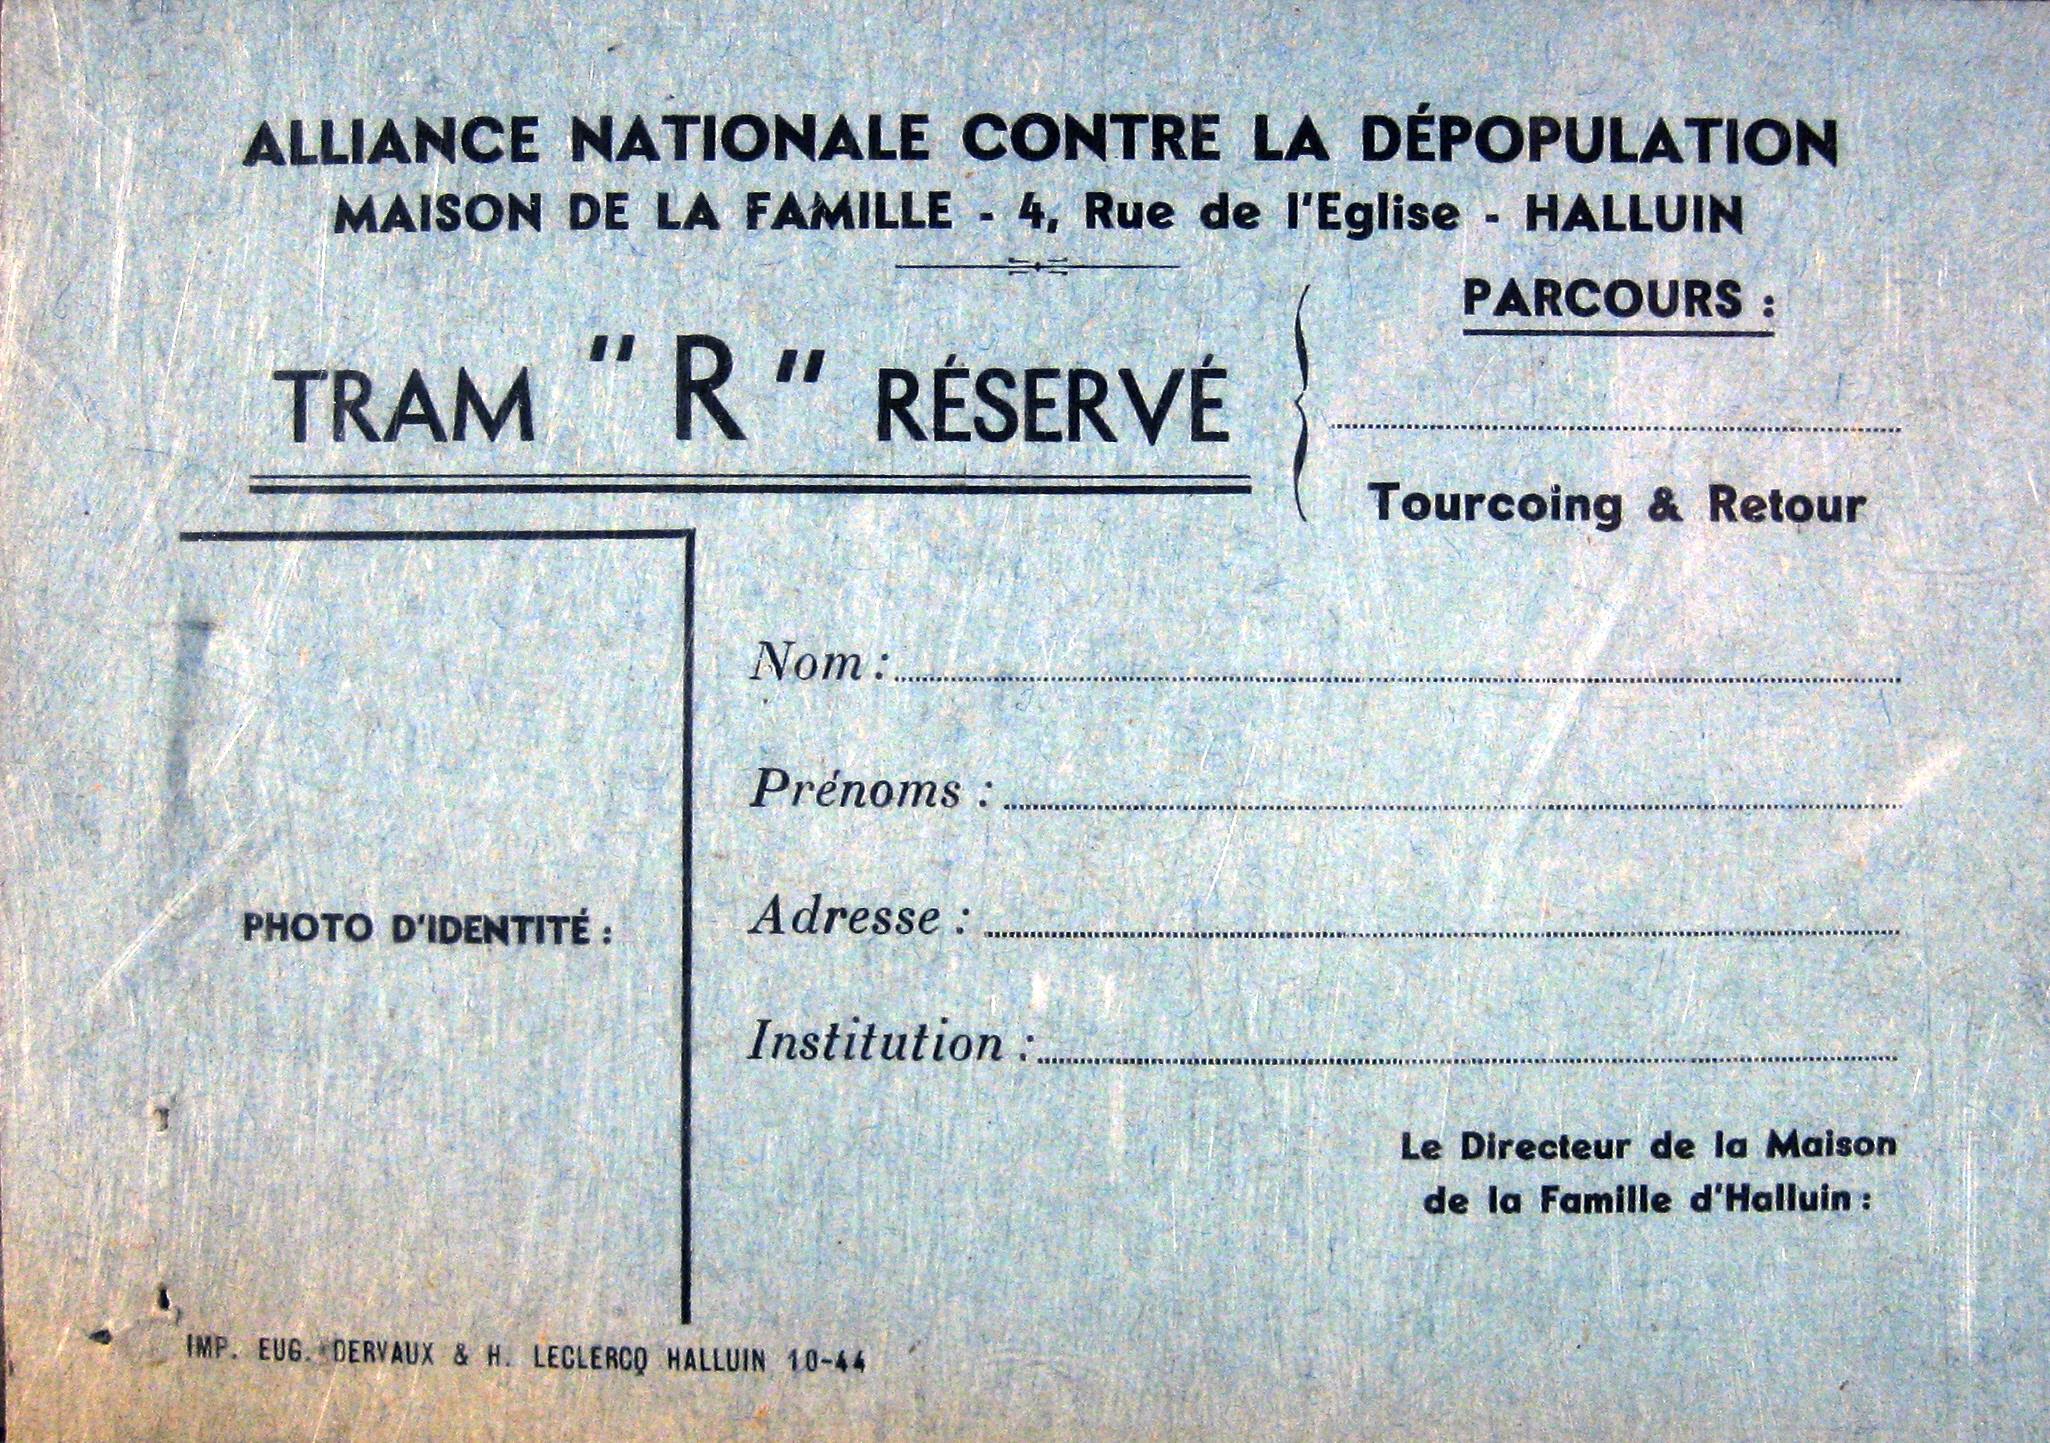 ALLIANCE NATIONALE CONTRE LA DÉPOPULATION
MAISON DE LA FAMILLE - 4, Rue de l'Eglise - HALLUIN
PARCOURS :
TRAM "R" RÉSERVÉ
Tourcoing & Retour
Nom :
Prénoms :
Adresse :
PHOTO D'IDENTITÉ :
Institution :
Le Directeur de la Maison
de la Famille d'Halluin :
IMP. EUG. DERVAUX & H. LECLERCQ HALLUIN 10-44